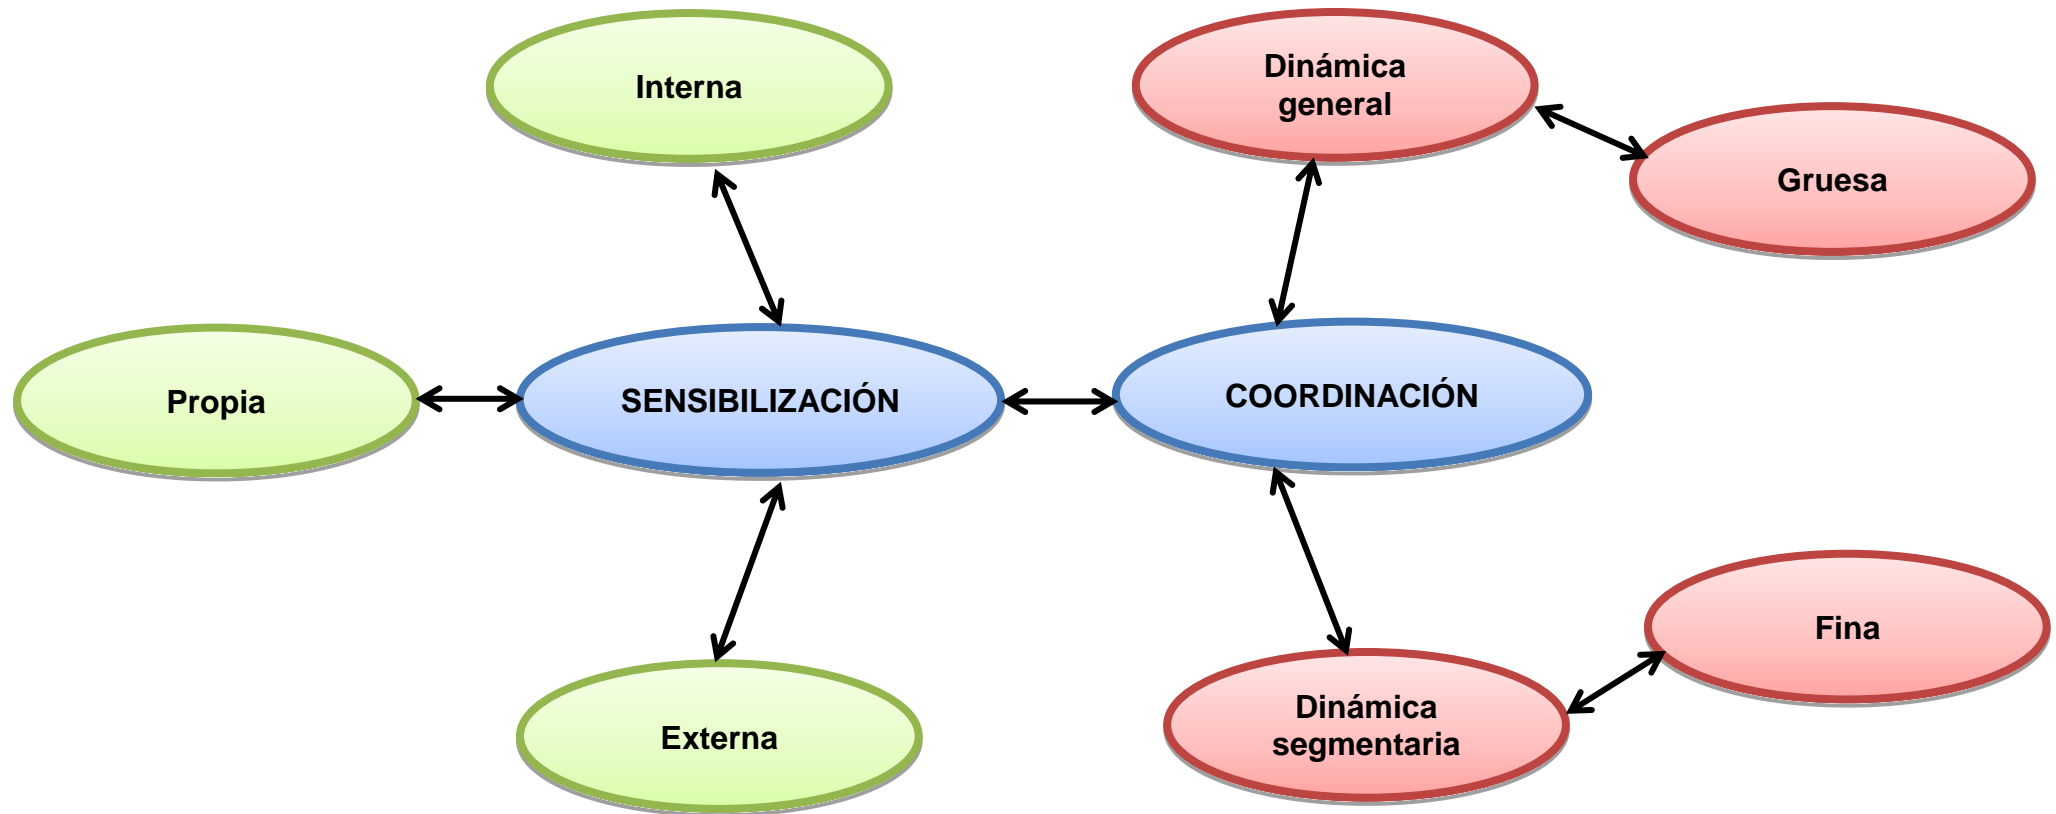 Interna
Dinámica
general
Gruesa
Propia
SENSIBILIZACIÓN
COORDINACIÓN
Externa
Dinámica
segmentaria
Fina